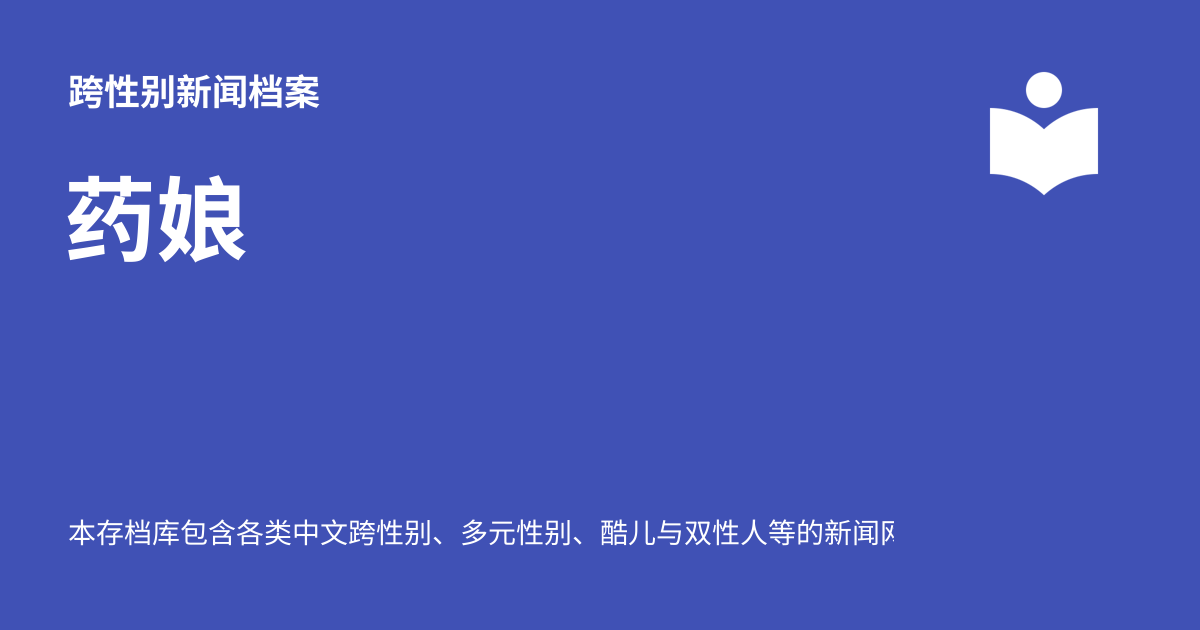 跨性别新闻档案
药娘
本存档库包含各类中文跨性别、多元性别、酷儿与双性人等的新闻